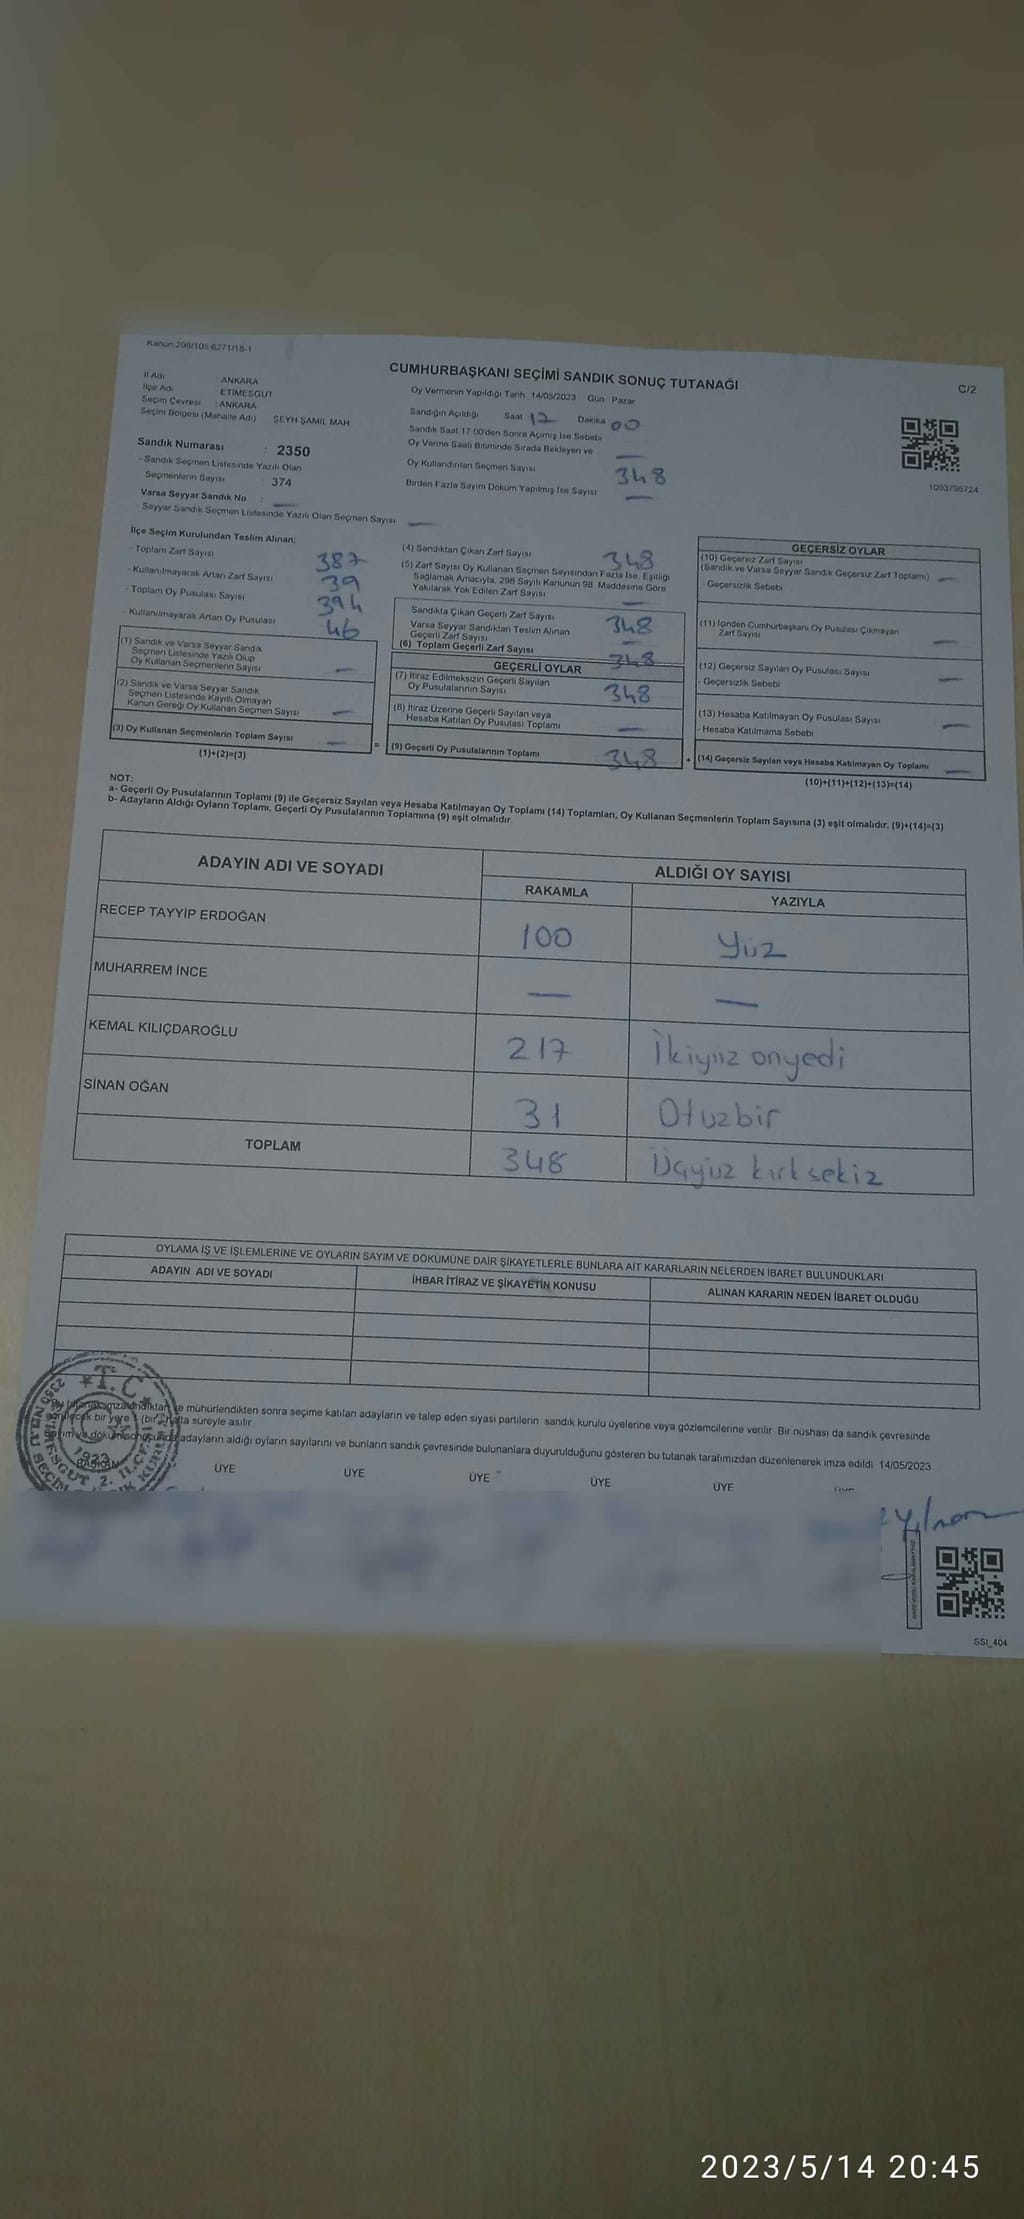 Kanun:298/105 6271/16-1
CUMHURBAŞKANI SEÇİMİ SANDIK SONUÇ TUTANAĞI
C/2
İl Adı : ANKARA
İlçe Adı : ETİMESGUT
Seçim Çevresi : ANKARA
Seçim Bölgesi (Mahalle Adı) ŞEYH ŞAMİL MAH
Sandık Numarası : 2350
- Sandık Seçmen Listesinde Yazılı Olan
Seçmenlerin Sayısı : 374
Varsa Seyyar Sandık No : —
- Seyyar Sandık Seçmen Listesinde Yazılı Olan Seçmen Sayısı —
Oy Vermenin Yapıldığı Tarih 14/05/2023 Gün Pazar
Sandığın Açıldığı Saat 17 Dakika 00
Sandık Saat 17:00'den Sonra Açılmış İse Sebebi
Oy Verme Saati Bitiminde Sırada Bekleyen ve —
Oy Kullandırılan Seçmen Sayısı 348
Birden Fazla Sayım Döküm Yapılmış İse Sayısı —
1093796724
İlçe Seçim Kurulundan Teslim Alınan;
- Toplam Zarf Sayısı 387
- Kullanılmayarak Artan Zarf Sayısı 39
- Toplam Oy Pusulası Sayısı 394
- Kullanılmayarak Artan Oy Pusulası 46
(1) Sandık ve Varsa Seyyar Sandık
Seçmen Listesinde Yazılı Olup
Oy Kullanan Seçmenlerin Sayısı —
(2) Sandık ve Varsa Seyyar Sandık
Seçmen Listesinde Kayıtlı Olmayan
Kanun Gereği Oy Kullanan Seçmen Sayısı —
(3) Oy Kullanan Seçmenlerin Toplam Sayısı —
(1)+(2)=(3)
=
(4) Sandıktan Çıkan Zarf Sayısı 348
(5) Zarf Sayısı Oy Kullanan Seçmen Sayısından Fazla İse, Eşitliği
Sağlamak Amacıyla, 298 Sayılı Kanunun 98. Maddesine Göre
Yakılarak Yok Edilen Zarf Sayısı —
Sandıkta Çıkan Geçerli Zarf Sayısı 348
Varsa Seyyar Sandıktan Teslim Alınan
Geçerli Zarf Sayısı —
(6) Toplam Geçerli Zarf Sayısı 348
GEÇERLİ OYLAR
(7) İtiraz Edilmeksizin Geçerli Sayılan
Oy Pusulalarının Sayısı 348
(8) İtiraz Üzerine Geçerli Sayılan veya
Hesaba Katılan Oy Pusulası Toplamı —
(9) Geçerli Oy Pusulalarının Toplamı 348
+
GEÇERSİZ OYLAR
(10) Geçersiz Zarf Sayısı
(Sandık ve Varsa Seyyar Sandık Geçersiz Zarf Toplamı) —
- Geçersizlik Sebebi
(11) İçinden Cumhurbaşkanı Oy Pusulası Çıkmayan
Zarf Sayısı —
(12) Geçersiz Sayılan Oy Pusulası Sayısı —
- Geçersizlik Sebebi
(13) Hesaba Katılmayan Oy Pusulası Sayısı —
- Hesaba Katılmama Sebebi
(14) Geçersiz Sayılan veya Hesaba Katılmayan Oy Toplamı —
(10)+(11)+(12)+(13)=(14)
NOT:
a- Geçerli Oy Pusulalarının Toplamı (9) ile Geçersiz Sayılan veya Hesaba Katılmayan Oy Toplamı (14) Toplamları, Oy Kullanan Seçmenlerin Toplam Sayısına (3) eşit olmalıdır. (9)+(14)=(3)
b- Adayların Aldığı Oyların Toplamı, Geçerli Oy Pusulalarının Toplamına (9) eşit olmalıdır.
ADAYIN ADI VE SOYADI ALDIĞI OY SAYISI
RAKAMLA YAZIYLA
RECEP TAYYİP ERDOĞAN 100 Yüz
MUHARREM İNCE — —
KEMAL KILIÇDAROĞLU 217 İkiyüz onyedi
SİNAN OĞAN 31 Otuzbir
TOPLAM 348 Üçyüz kırk sekiz
OYLAMA İŞ VE İŞLEMLERİNE VE OYLARIN SAYIM VE DÖKÜMÜNE DAİR ŞİKAYETLERLE BUNLARA AİT KARARLARIN NELERDEN İBARET BULUNDUKLARI
ADAYIN ADI VE SOYADI İHBAR İTİRAZ VE ŞİKAYETİN KONUSU ALINAN KARARIN NEDEN İBARET OLDUĞU
ve mühürlendikten sonra seçime katılan adayların ve talep eden siyasi partilerin sandık kurulu üyelerine veya gözlemcilerine verilir. Bir nüshası da sandık çevresinde
bir yere (bir) hafta süreyle asılır.
adayların aldığı oyların sayılarını ve bunların sandık çevresinde bulunanlara duyurulduğunu gösteren bu tutanak tarafımızdan düzenlenerek imza edildi. 14/05/2023
T.C.
1923
BAŞKAN ÜYE ÜYE ÜYE ÜYE ÜYE
SSI_404
2023/5/14 20:45